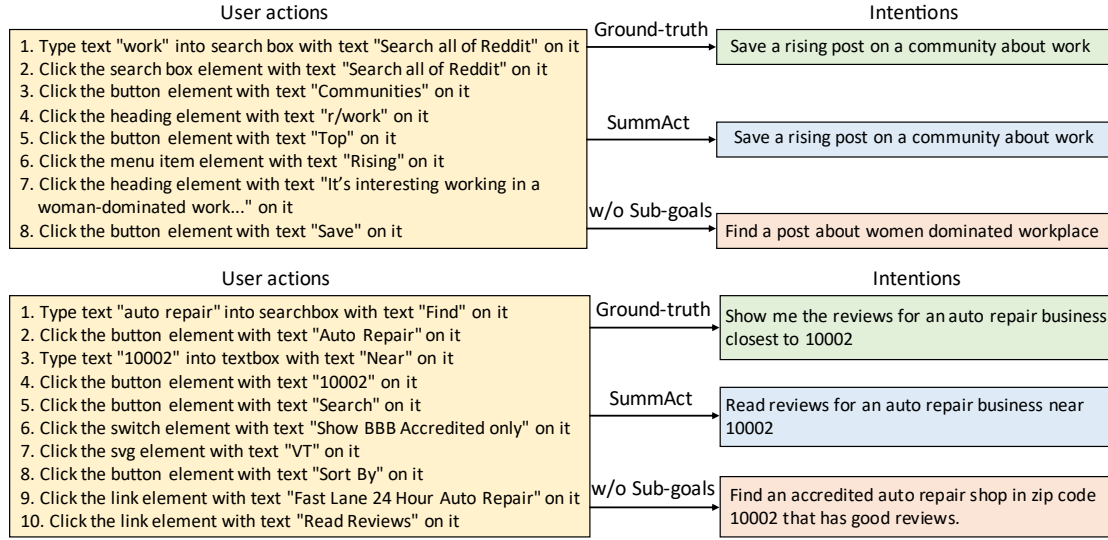 User actions
Intentions
1. Type text "work" into search box with text "Search all of Reddit" on it
2. Click the search box element with text "Search all of Reddit" on it
3. Click the button element with text "Communities" on it
4. Click the heading element with text "r/work" on it
5. Click the button element with text "Top" on it
6. Click the menu item element with text "Rising" on it
7. Click the heading element with text "It's interesting working in a
woman-dominated work..." on it
8. Click the button element with text "Save" on it
Ground-truth
Save a rising post on a community about work
SummAct
Save a rising post on a community about work
w/o Sub-goals
Find a post about women dominated workplace
User actions
Intentions
1. Type text "auto repair" into searchbox with text "Find" on it
2. Click the button element with text "Auto Repair" on it
3. Type text "10002" into textbox with text "Near" on it
4. Click the button element with text "10002" on it
5. Click the button element with text "Search" on it
6. Click the switch element with text "Show BBB Accredited only" on it
7. Click the svg element with text "VT" on it
8. Click the button element with text "Sort By" on it
9. Click the link element with text "Fast Lane 24 Hour Auto Repair" on it
10. Click the link element with text "Read Reviews" on it
Ground-truth
Show me the reviews for an auto repair business
closest to 10002
SummAct
Read reviews for an auto repair business near
10002
w/o Sub-goals
Find an accredited auto repair shop in zip code
10002 that has good reviews.